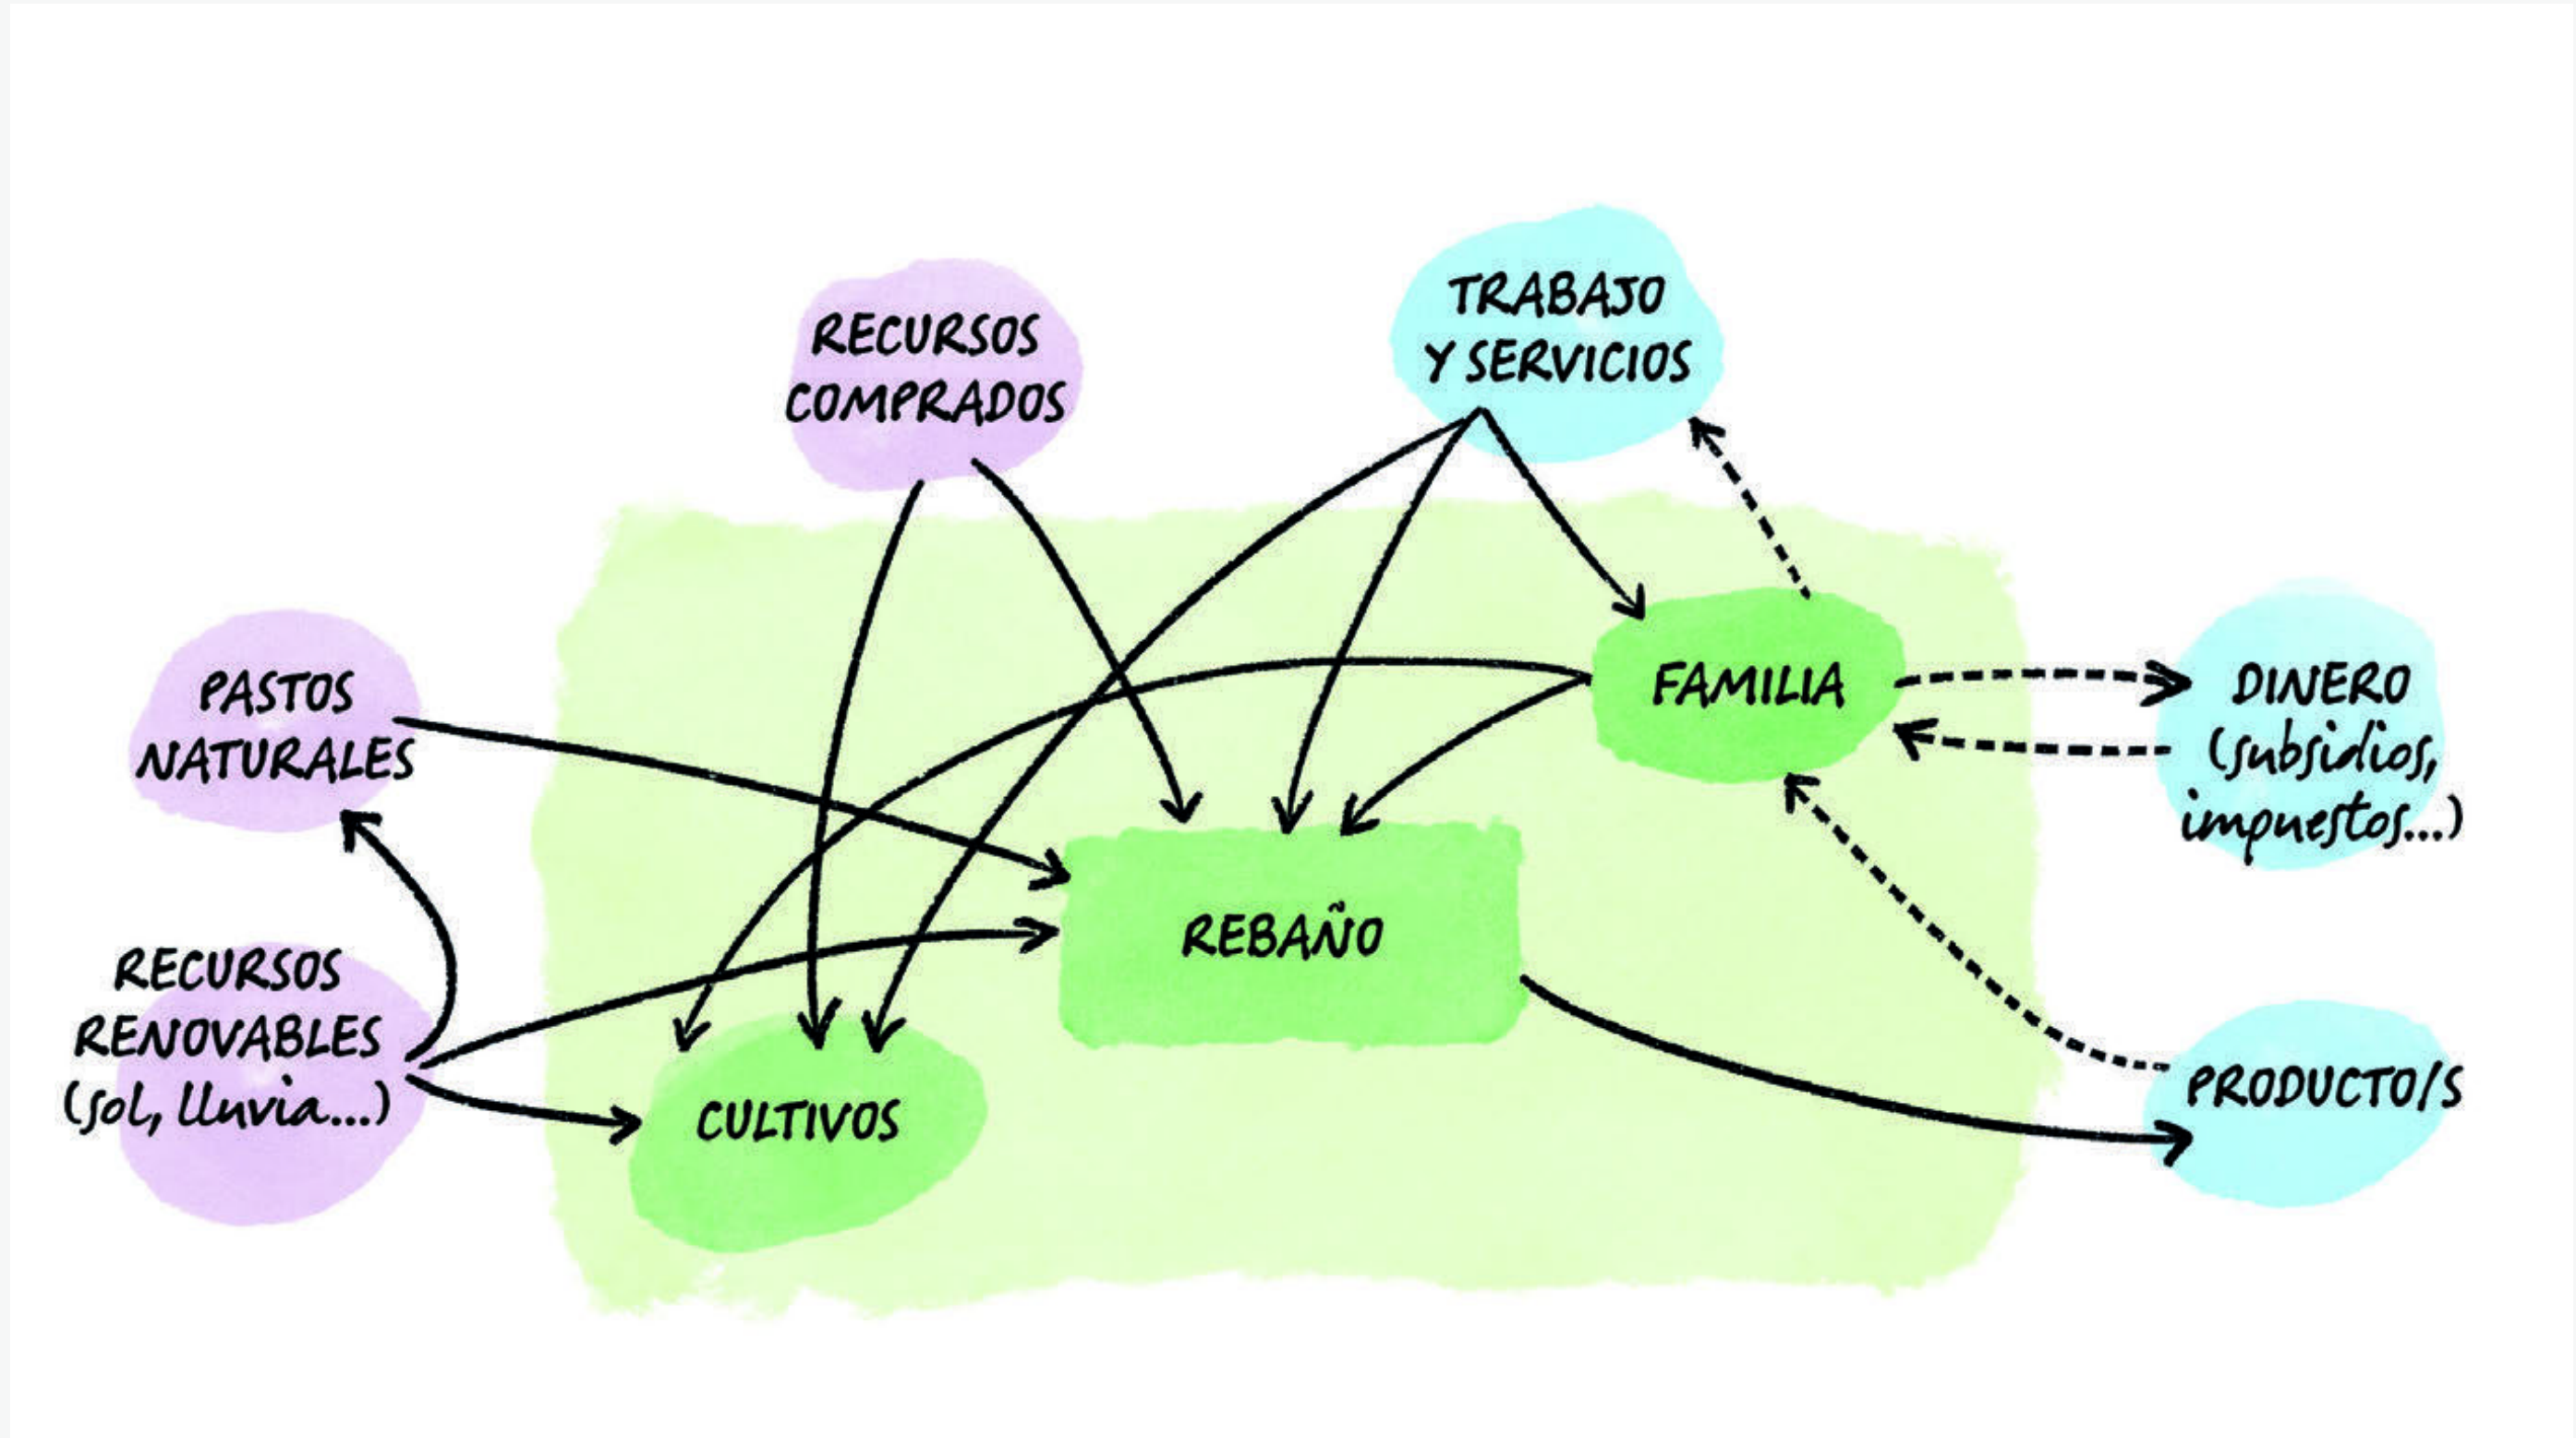 TRABAJO
Y SERVICIOS
RECURSOS
COMPRADOS
PASTOS
NATURALES
FAMILIA
DINERO
(subsidios,
impuestos...)
REBAÑO
RECURSOS
RENOVABLES
(sol, lluvia...)
CULTIVOS
PRODUCTO/S